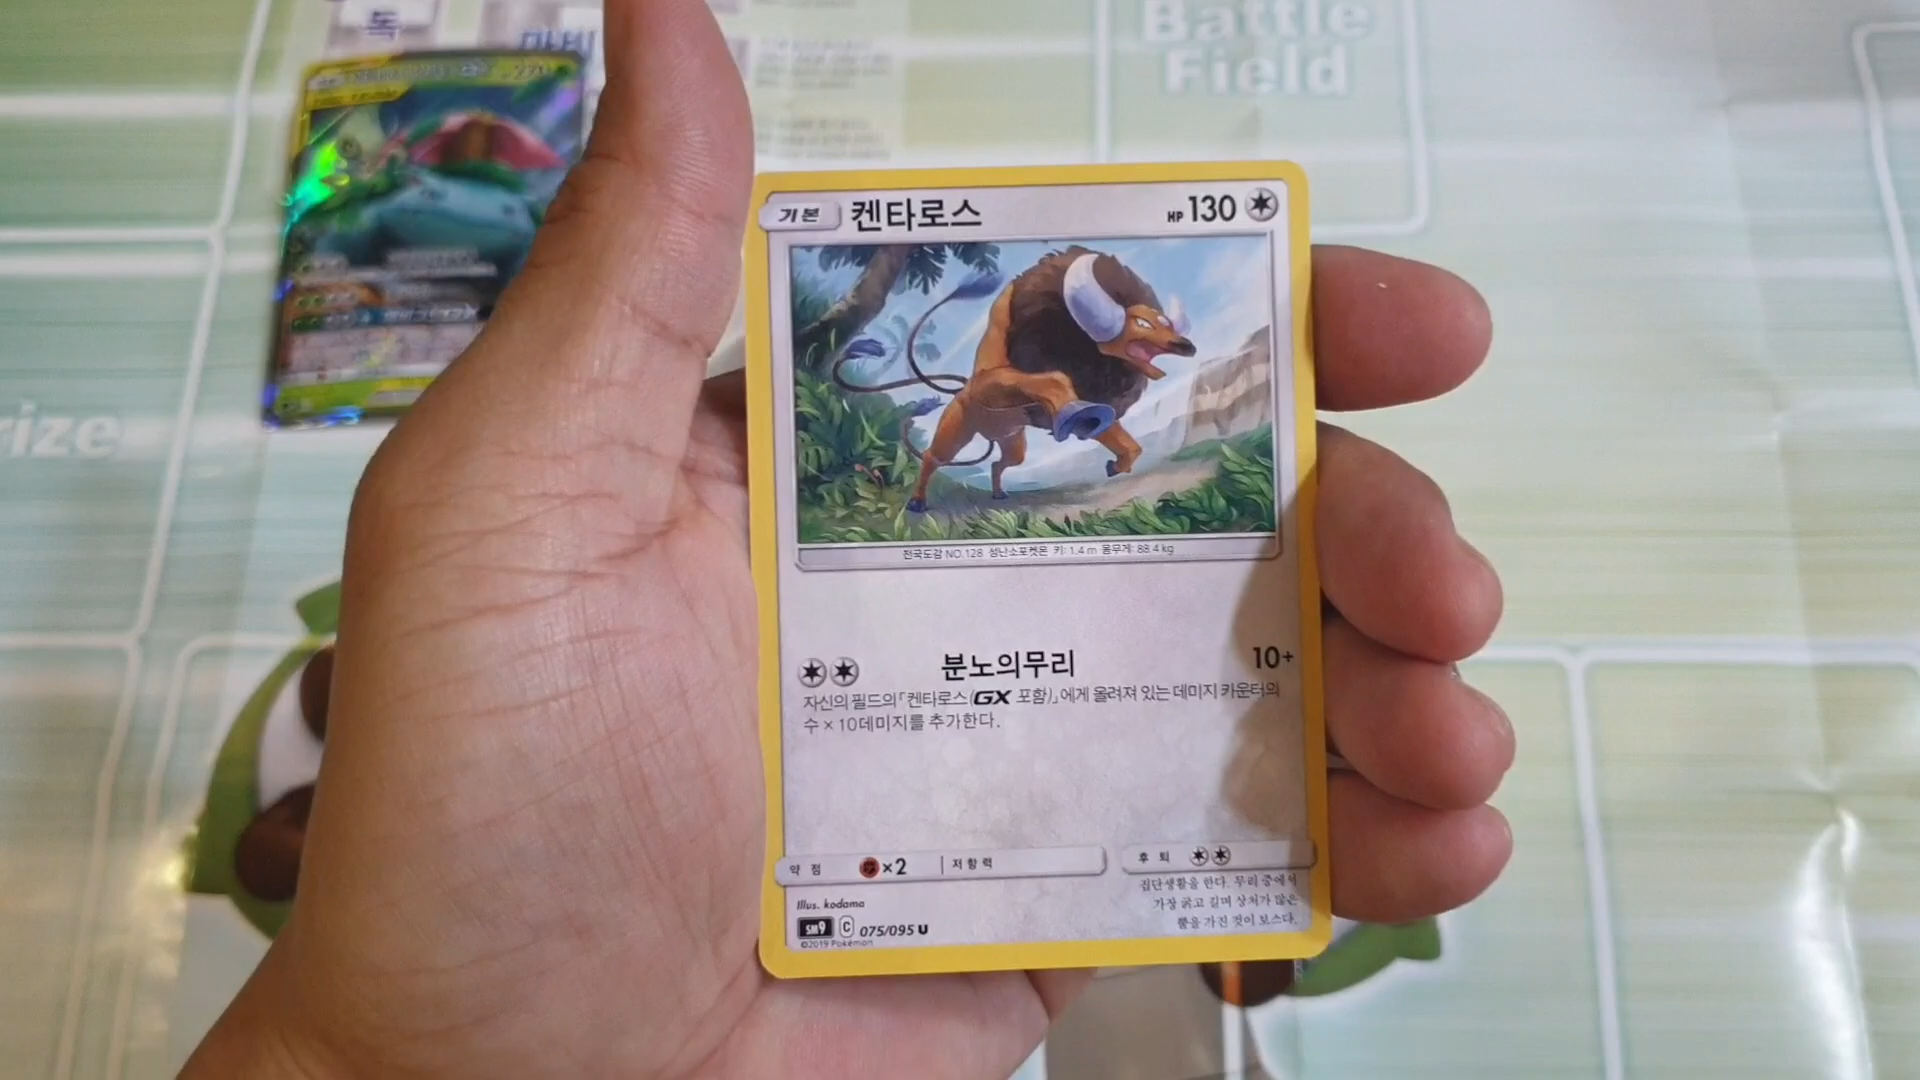 독
Battle
Field
270
rize
기본 켄타로스 HP 130
전국도감 NO.128 성난소포켓몬 키: 1.4 m 몸무게: 88.4 kg
분노의무리 10+
자신의 필드의 「켄타로스(GX 포함)」에게 올려져 있는 데미지 카운터의
수 × 10데미지를 추가한다.
약점 ×2 저항력 후퇴
집단생활을 한다. 무리 중에서
가장 굵고 길며 상처가 많은
뿔을 가진 것이 보스다.
Illus. kodama
SM9 C 075/095 U
©2019 Pokémon